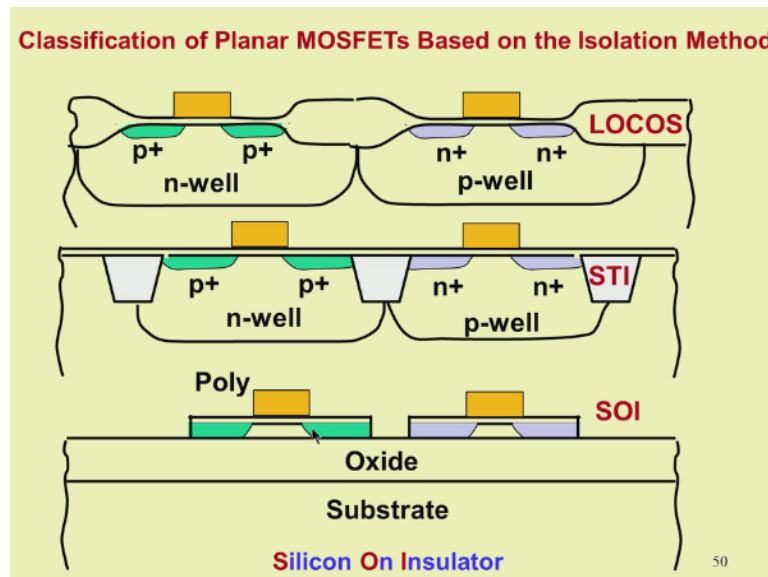 Classification of Planar MOSFETs Based on the Isolation Method
LOCOS
p+ p+ n+ n+
n-well p-well
STI
p+ p+ n+ n+
n-well p-well
Poly
SOI
Oxide
Substrate
Silicon On Insulator
50